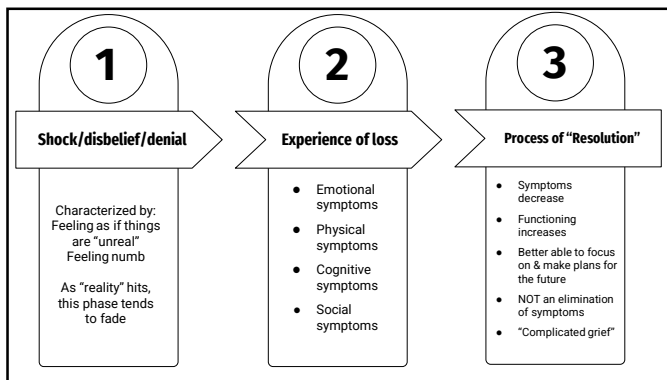 1
Shock/disbelief/denial
Characterized by:
Feeling as if things
are "unreal"
Feeling numb
As "reality" hits,
this phase tends
to fade
2
Experience of loss
● Emotional
symptoms
● Physical
symptoms
● Cognitive
symptoms
● Social
symptoms
3
Process of “Resolution”
● Symptoms
decrease
● Functioning
increases
● Better able to focus
on & make plans for
the future
● NOT an elimination
of symptoms
● “Complicated grief”